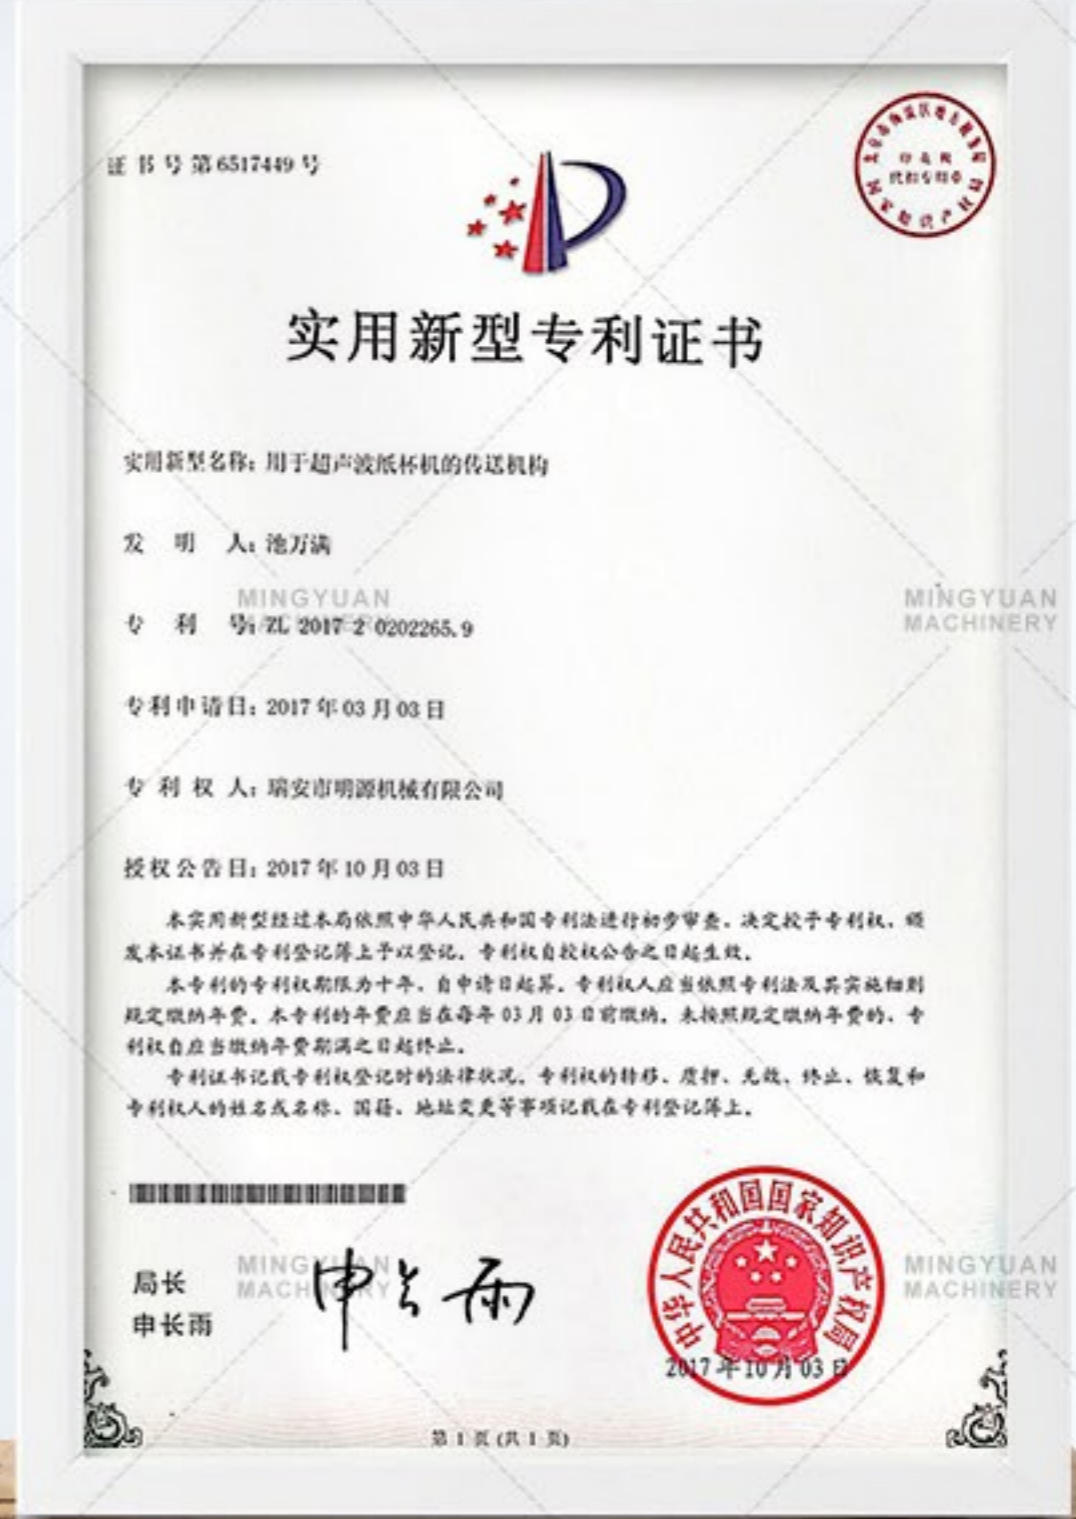 证书号第6517449号
实用新型专利证书
实用新型名称：用于超声波纸杯机的传送机构
发 明 人：池万满
MINGYUAN
MACHINERY
MINGYUAN
MACHINERY
专 利 号：ZL 2017 2 0202265.9
专利申请日：2017年03月03日
专 利 权 人：瑞安市明源机械有限公司
授权公告日：2017年10月03日
本实用新型经过本局依照中华人民共和国专利法进行初步审查，决定授予专利权，颁
发本证书并在专利登记簿上予以登记。专利权自授权公告之日起生效。
本专利的专利权期限为十年，自申请日起算。专利权人应当依照专利法及其实施细则
规定缴纳年费。本专利的年费应当在每年03月03日前缴纳。未按照规定缴纳年费的，专
利权自应当缴纳年费期满之日起终止。
专利证书记载专利权登记时的法律状况。专利权的转移、质押、无效、终止、恢复和
专利权人的姓名或名称、国籍、地址变更等事项记载在专利登记簿上。
MINGYUAN
MACHINERY
MINGYUAN
MACHINERY
局长
申长雨
申长雨
中华人民共和国国家知识产权局
2017年10月03日
第 1 页 (共 1 页)